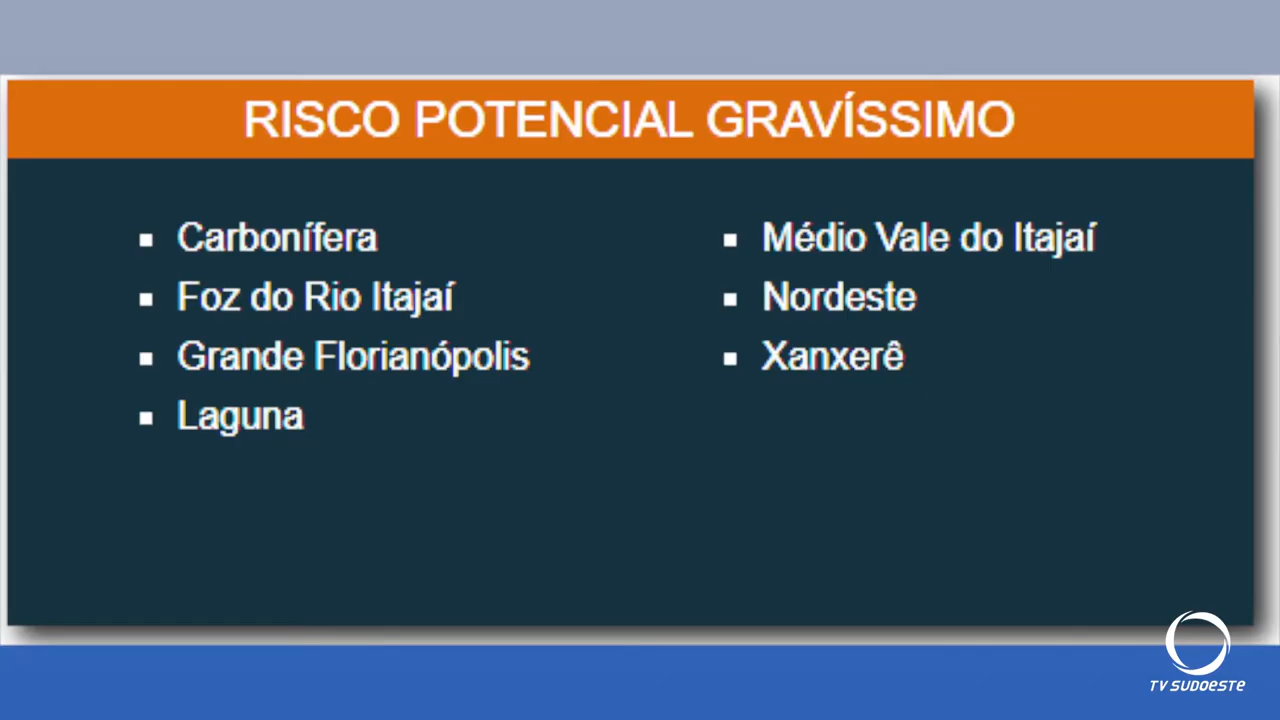 RISCO POTENCIAL GRAVÍSSIMO
Carbonífera
Foz do Rio Itajaí
Grande Florianópolis
Laguna
Médio Vale do Itajaí
Nordeste
Xanxerê
TV SUDOESTE